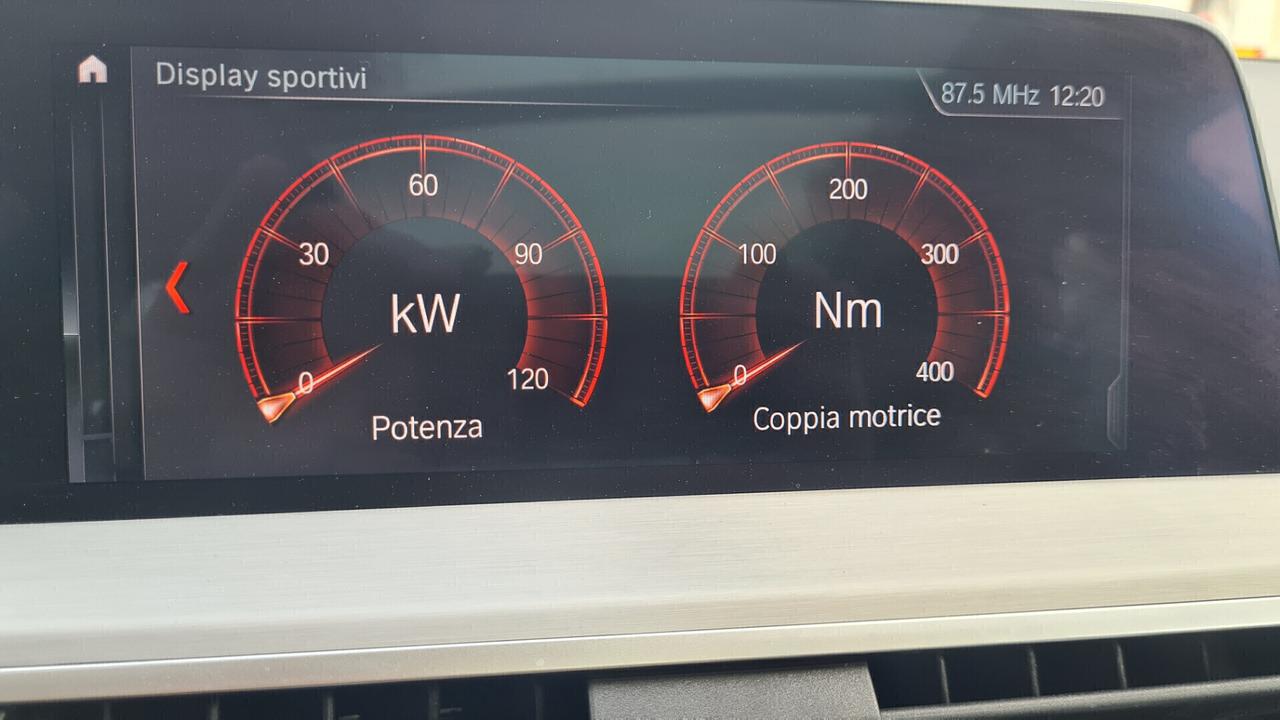 Display sportivi
87.5 MHz 12:20
0
30
60
90
120
kW
Potenza
0
100
200
300
400
Nm
Coppia motrice